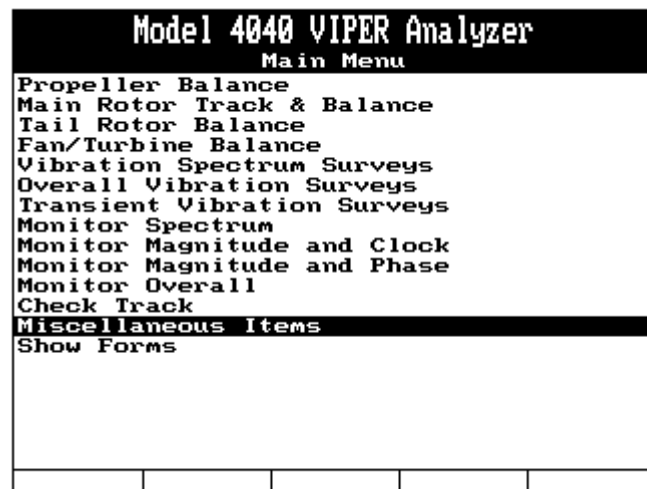 Model 4040 VIPER Analyzer
Main Menu
Propeller Balance
Main Rotor Track & Balance
Tail Rotor Balance
Fan/Turbine Balance
Vibration Spectrum Surveys
Overall Vibration Surveys
Transient Vibration Surveys
Monitor Spectrum
Monitor Magnitude and Clock
Monitor Magnitude and Phase
Monitor Overall
Check Track
Miscellaneous Items
Show Forms